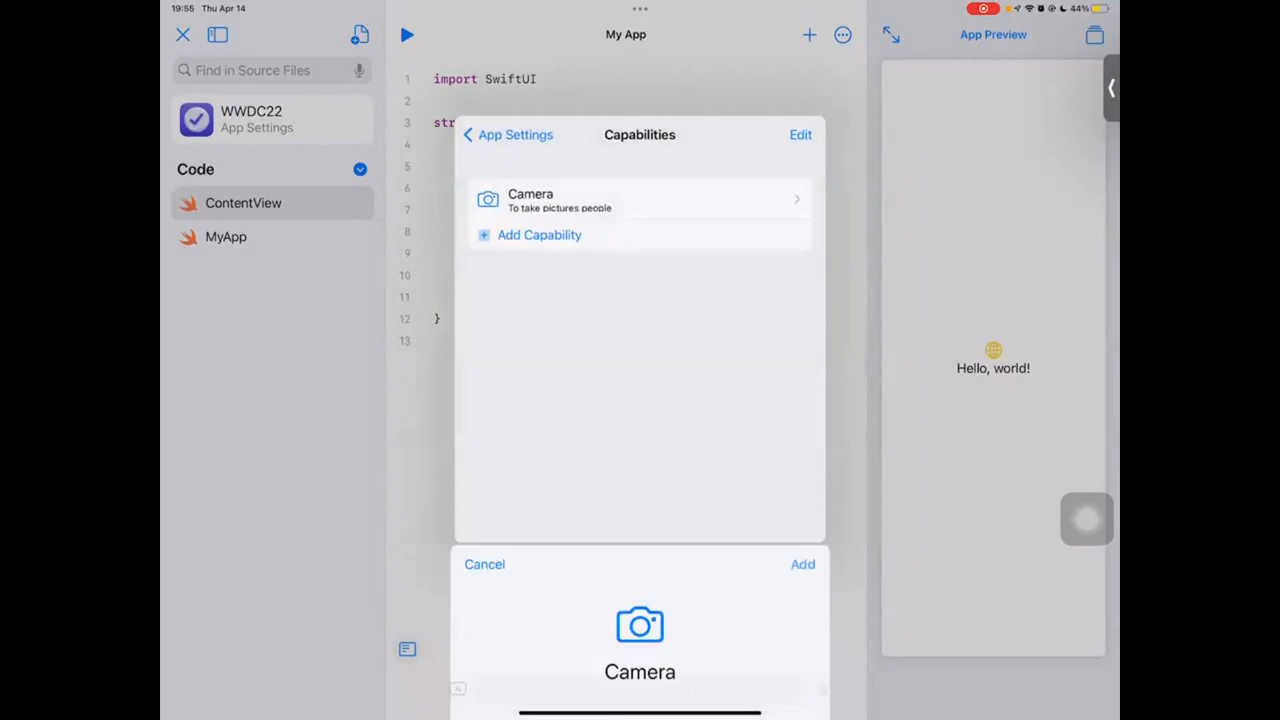 19:55 Thu Apr 14
44%
My App
App Preview
Find in Source Files
WWDC22
App Settings
Code
ContentView
MyApp
1 import SwiftUI
2
3 str
4
5
6
7
8
9
10
11
12 }
13
App Settings
Capabilities
Edit
Camera
To take pictures people
Add Capability
Cancel
Add
Camera
A
Hello, world!